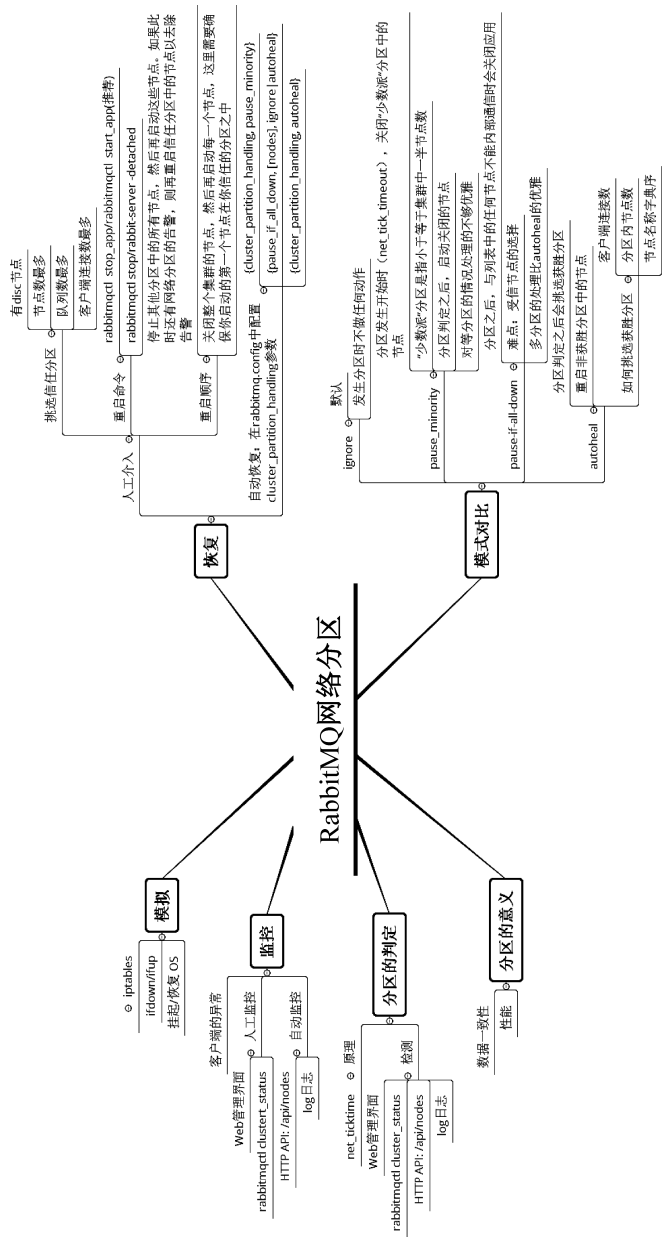 RabbitMQ网络分区
模拟
iptables
ifdown/ifup
挂起/恢复 OS
监控
客户端的异常
人工监控
Web管理界面
rabbitmqctl clustert_status
HTTP API: /api/nodes
自动监控
log日志
分区的判定
原理
net_ticktime
检测
Web管理界面
rabbitmqctl cluster_status
HTTP API: /api/nodes
log日志
分区的意义
数据一致性
性能
恢复
人工介入
挑选信任分区
有disc节点
节点数最多
队列数最多
客户端连接数最多
重启命令
rabbitmqctl stop_app/rabbitmqctl start_app(推荐)
rabbitmqctl stop/rabbit-server -detached
重启顺序
停止其他分区中的所有节点，然后再启动这些节点。如果此
时还有网络分区的告警，则再重启信任分区中的节点以去除
告警
关闭整个集群的节点，然后再启动每一个节点，这里需要确
保你启动的第一个节点在你信任的分区之中
自动恢复：在rabbitmq.config中配置
cluster_partition_handling参数
{cluster_partition_handling, pause_minority}
{pause_if_all_down, [nodes], ignore|autoheal}
{cluster_partition_handling, autoheal}
模式对比
ignore
默认
发生分区时不做任何动作
pause_minority
分区发生开始时（net_tick_timeout），关闭“少数派”分区中的
节点
“少数派”分区是指小于等于集群中一半节点数
分区判定之后，启动关闭的节点
对等分区的情况处理的不够优雅
pause-if-all-down
分区之后，与列表中的任何节点不能内部通信时会关闭应用
难点：受信节点的选择
多分区的处理比autoheal的优雅
autoheal
分区判定之后会挑选获胜分区
重启非获胜分区中的节点
如何挑选获胜分区
客户端连接数
分区内节点数
节点名称字典序